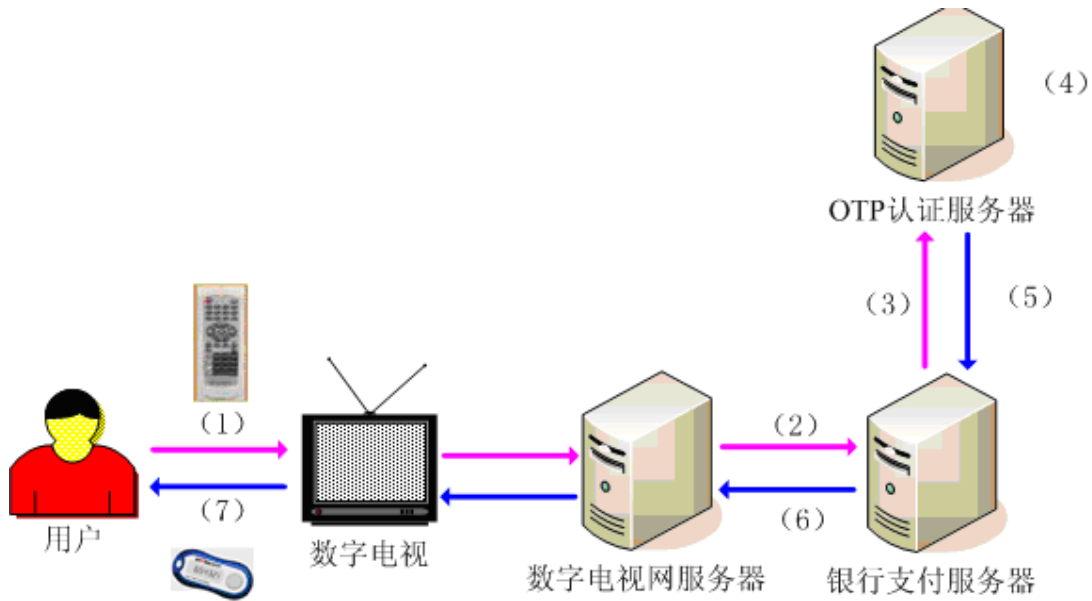 （4）
OTP认证服务器
（3）
（5）
（1）
（2）
（7）
（6）
用户
数字电视
数字电视网服务器
银行支付服务器